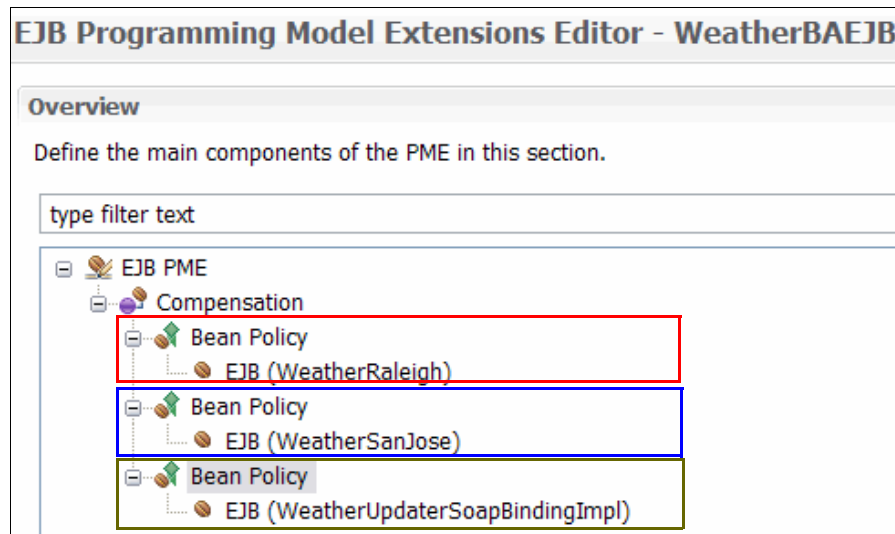 EJB Programming Model Extensions Editor - WeatherBAEJB
Overview
Define the main components of the PME in this section.
type filter text
EJB PME
Compensation
Bean Policy
EJB (WeatherRaleigh)
Bean Policy
EJB (WeatherSanJose)
Bean Policy
EJB (WeatherUpdaterSoapBindingImpl)